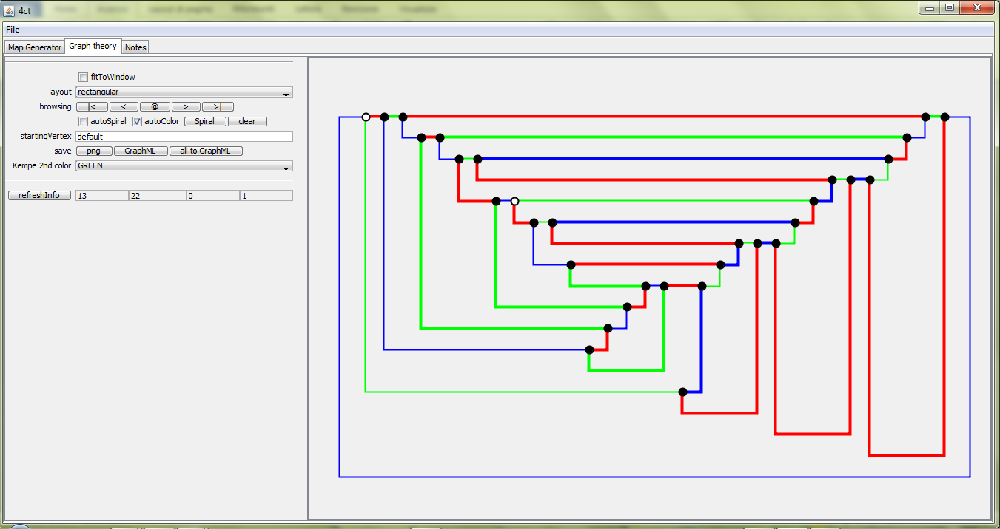 4ct
File
Map Generator Graph theory Notes
fitToWindow
layout rectangular
browsing |< < @ > >|
autoSpiral autoColor Spiral clear
startingVertex default
save png GraphML all to GraphML
Kempe 2nd color GREEN
refreshInfo 13 22 0 1